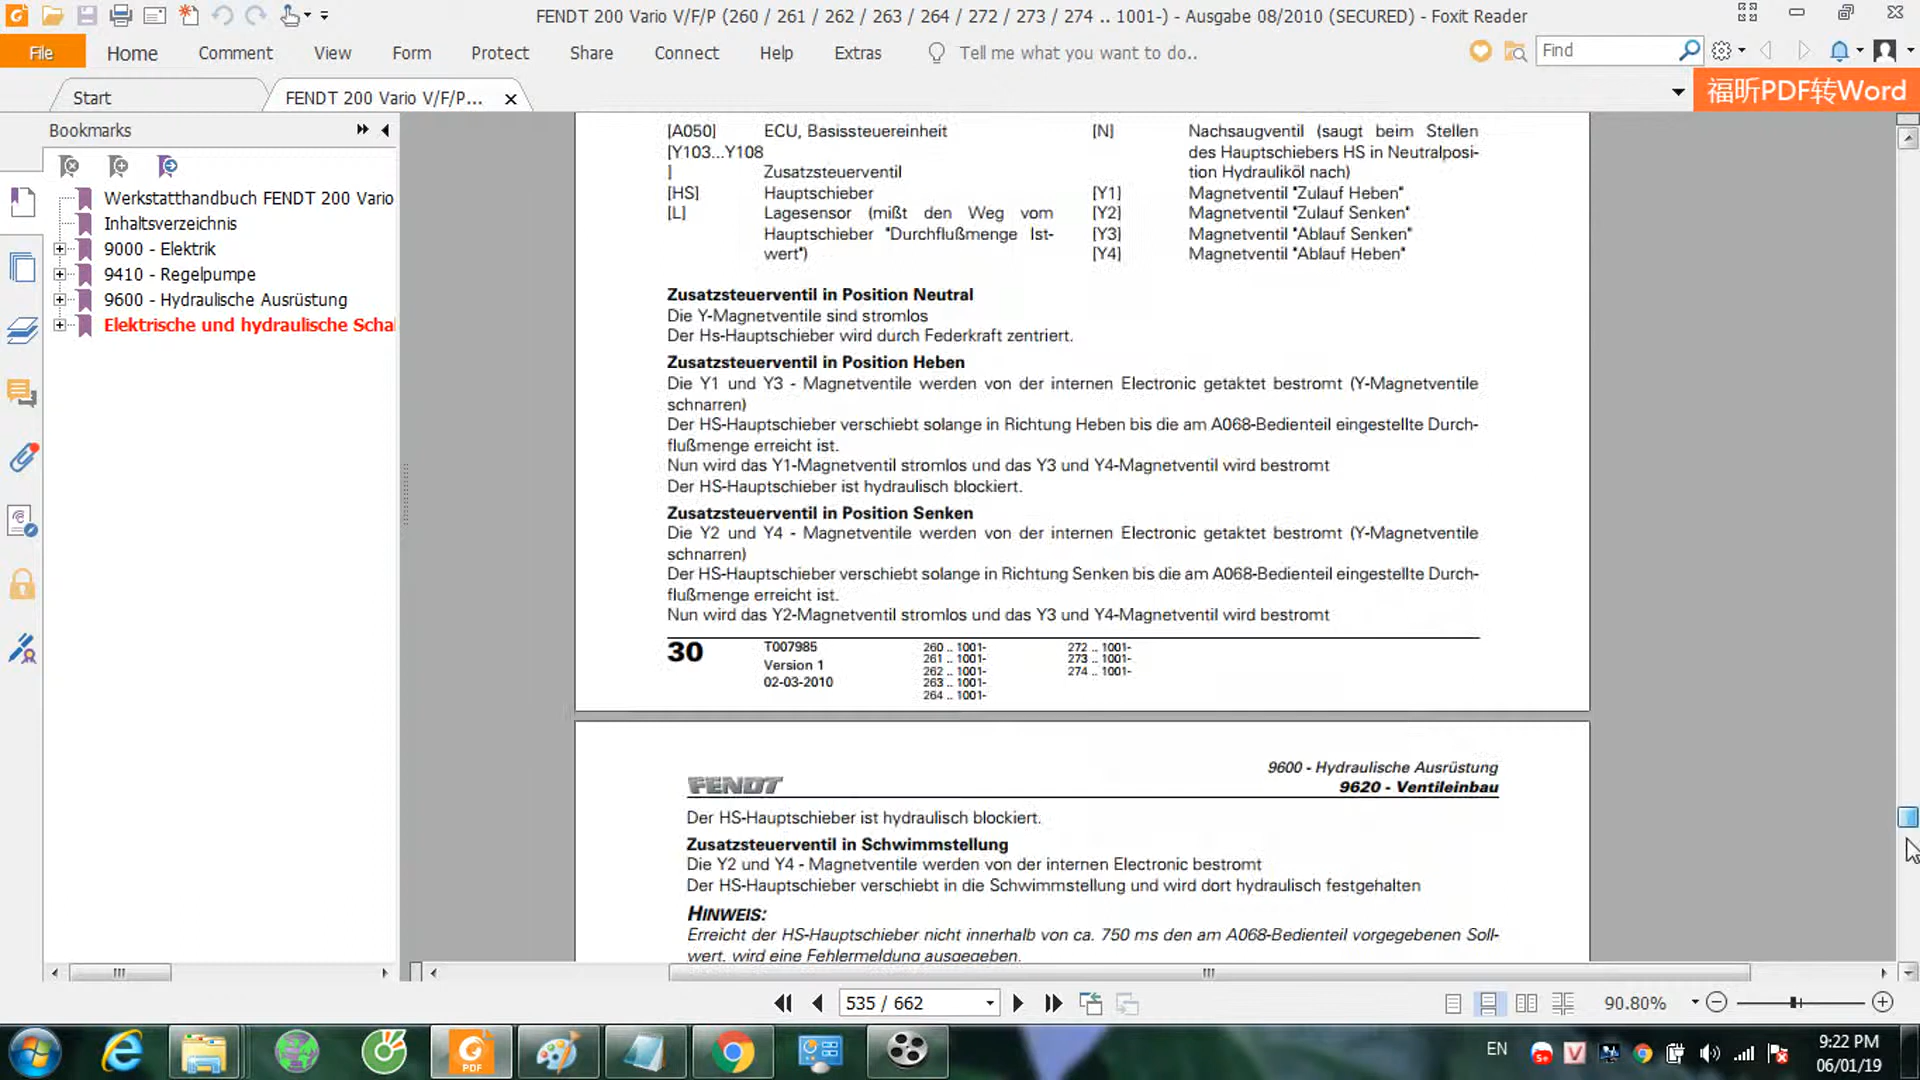 FENDT 200 Vario V/F/P (260 / 261 / 262 / 263 / 264 / 272 / 273 / 274 .. 1001-) - Ausgabe 08/2010 (SECURED) - Foxit Reader
File Home Comment View Form Protect Share Connect Help Extras Tell me what you want to do.. Find
Start FENDT 200 Vario V/F/P... 福昕PDF转Word
Bookmarks
Werkstatthandbuch FENDT 200 Vario
Inhaltsverzeichnis
9000 - Elektrik
9410 - Regelpumpe
9600 - Hydraulische Ausrüstung
Elektrische und hydraulische Scha
[A050] ECU, Basissteuereinheit
[Y103...Y108
] Zusatzsteuerventil
[HS] Hauptschieber
[L] Lagesensor (mißt den Weg vom
Hauptschieber "Durchflußmenge Ist-
wert")
[N] Nachsaugventil (saugt beim Stellen
des Hauptschiebers HS in Neutralposi-
tion Hydrauliköl nach)
[Y1] Magnetventil "Zulauf Heben"
[Y2] Magnetventil "Zulauf Senken"
[Y3] Magnetventil "Ablauf Senken"
[Y4] Magnetventil "Ablauf Heben"
Zusatzsteuerventil in Position Neutral
Die Y-Magnetventile sind stromlos
Der Hs-Hauptschieber wird durch Federkraft zentriert.
Zusatzsteuerventil in Position Heben
Die Y1 und Y3 - Magnetventile werden von der internen Electronic getaktet bestromt (Y-Magnetventile
schnarren)
Der HS-Hauptschieber verschiebt solange in Richtung Heben bis die am A068-Bedienteil eingestellte Durch-
flußmenge erreicht ist.
Nun wird das Y1-Magnetventil stromlos und das Y3 und Y4-Magnetventil wird bestromt
Der HS-Hauptschieber ist hydraulisch blockiert.
Zusatzsteuerventil in Position Senken
Die Y2 und Y4 - Magnetventile werden von der internen Electronic getaktet bestromt (Y-Magnetventile
schnarren)
Der HS-Hauptschieber verschiebt solange in Richtung Senken bis die am A068-Bedienteil eingestellte Durch-
flußmenge erreicht ist.
Nun wird das Y2-Magnetventil stromlos und das Y3 und Y4-Magnetventil wird bestromt
30
T007985
Version 1
02-03-2010
260 .. 1001-
261 .. 1001-
262 .. 1001-
263 .. 1001-
264 .. 1001-
272 .. 1001-
273 .. 1001-
274 .. 1001-
FENDT
9600 - Hydraulische Ausrüstung
9620 - Ventileinbau
Der HS-Hauptschieber ist hydraulisch blockiert.
Zusatzsteuerventil in Schwimmstellung
Die Y2 und Y4 - Magnetventile werden von der internen Electronic bestromt
Der HS-Hauptschieber verschiebt in die Schwimmstellung und wird dort hydraulisch festgehalten
HINWEIS:
Erreicht der HS-Hauptschieber nicht innerhalb von ca. 750 ms den am A068-Bedienteil vorgegebenen Soll-
wert, wird eine Fehlermeldung ausgegeben.
535 / 662 90.80%
PDF
EN
9:22 PM
06/01/19